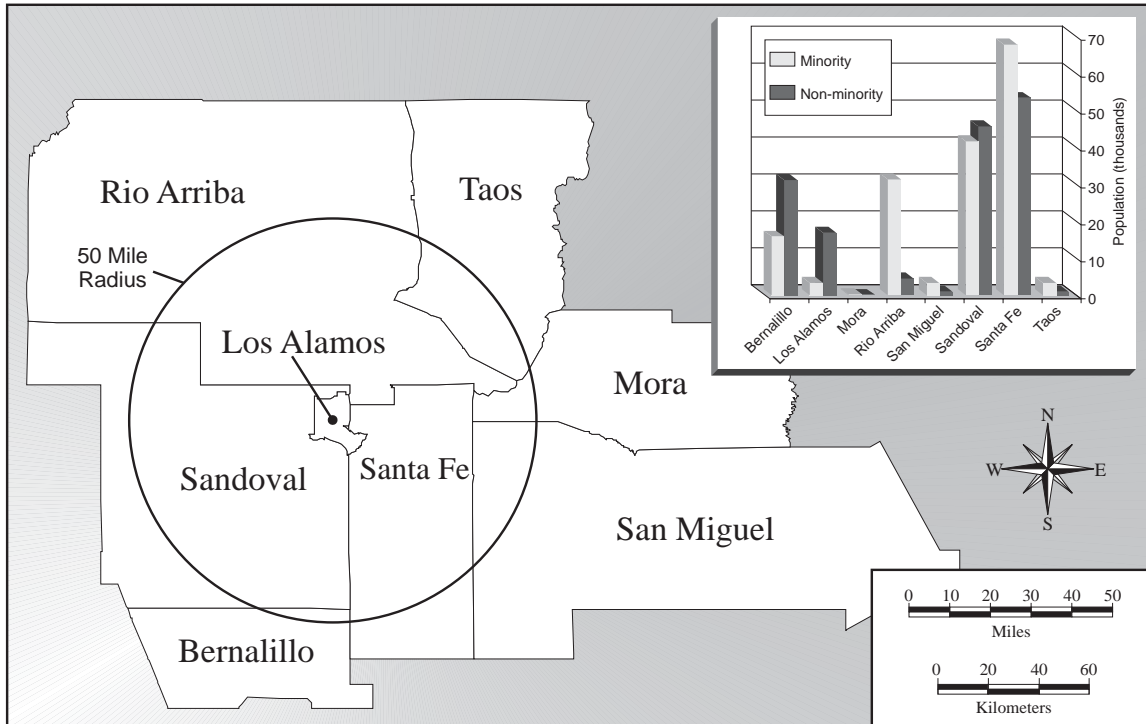 Rio Arriba
Taos
50 Mile
Radius
Los Alamos
Mora
Sandoval
Santa Fe
San Miguel
Bernalillo
Minority
Non-minority
70
60
50
40
30
20
10
0
Population (thousands)
Bernalillo
Los Alamos
Mora
Rio Arriba
San Miguel
Sandoval
Santa Fe
Taos
N
W E
S
0 10 20 30 40 50
Miles
0 20 40 60
Kilometers